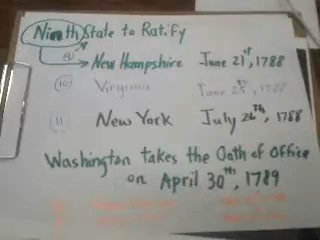 Ninth State to Ratify
(9) New Hampshire June 21st, 1788
(10) Virginia June 25th, 1788
(11) New York July 26th, 1788
Washington takes the Oath of Office
on April 30th, 1789